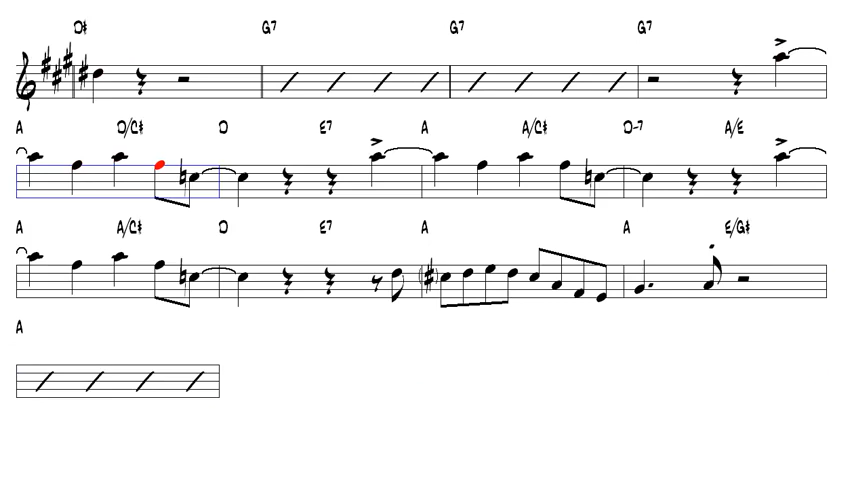 D♯ G7 G7 G7
A D/C♯ D E7 A A/C♯ D-7 A/E
A A/C♯ D E7 A A E/G♯
A